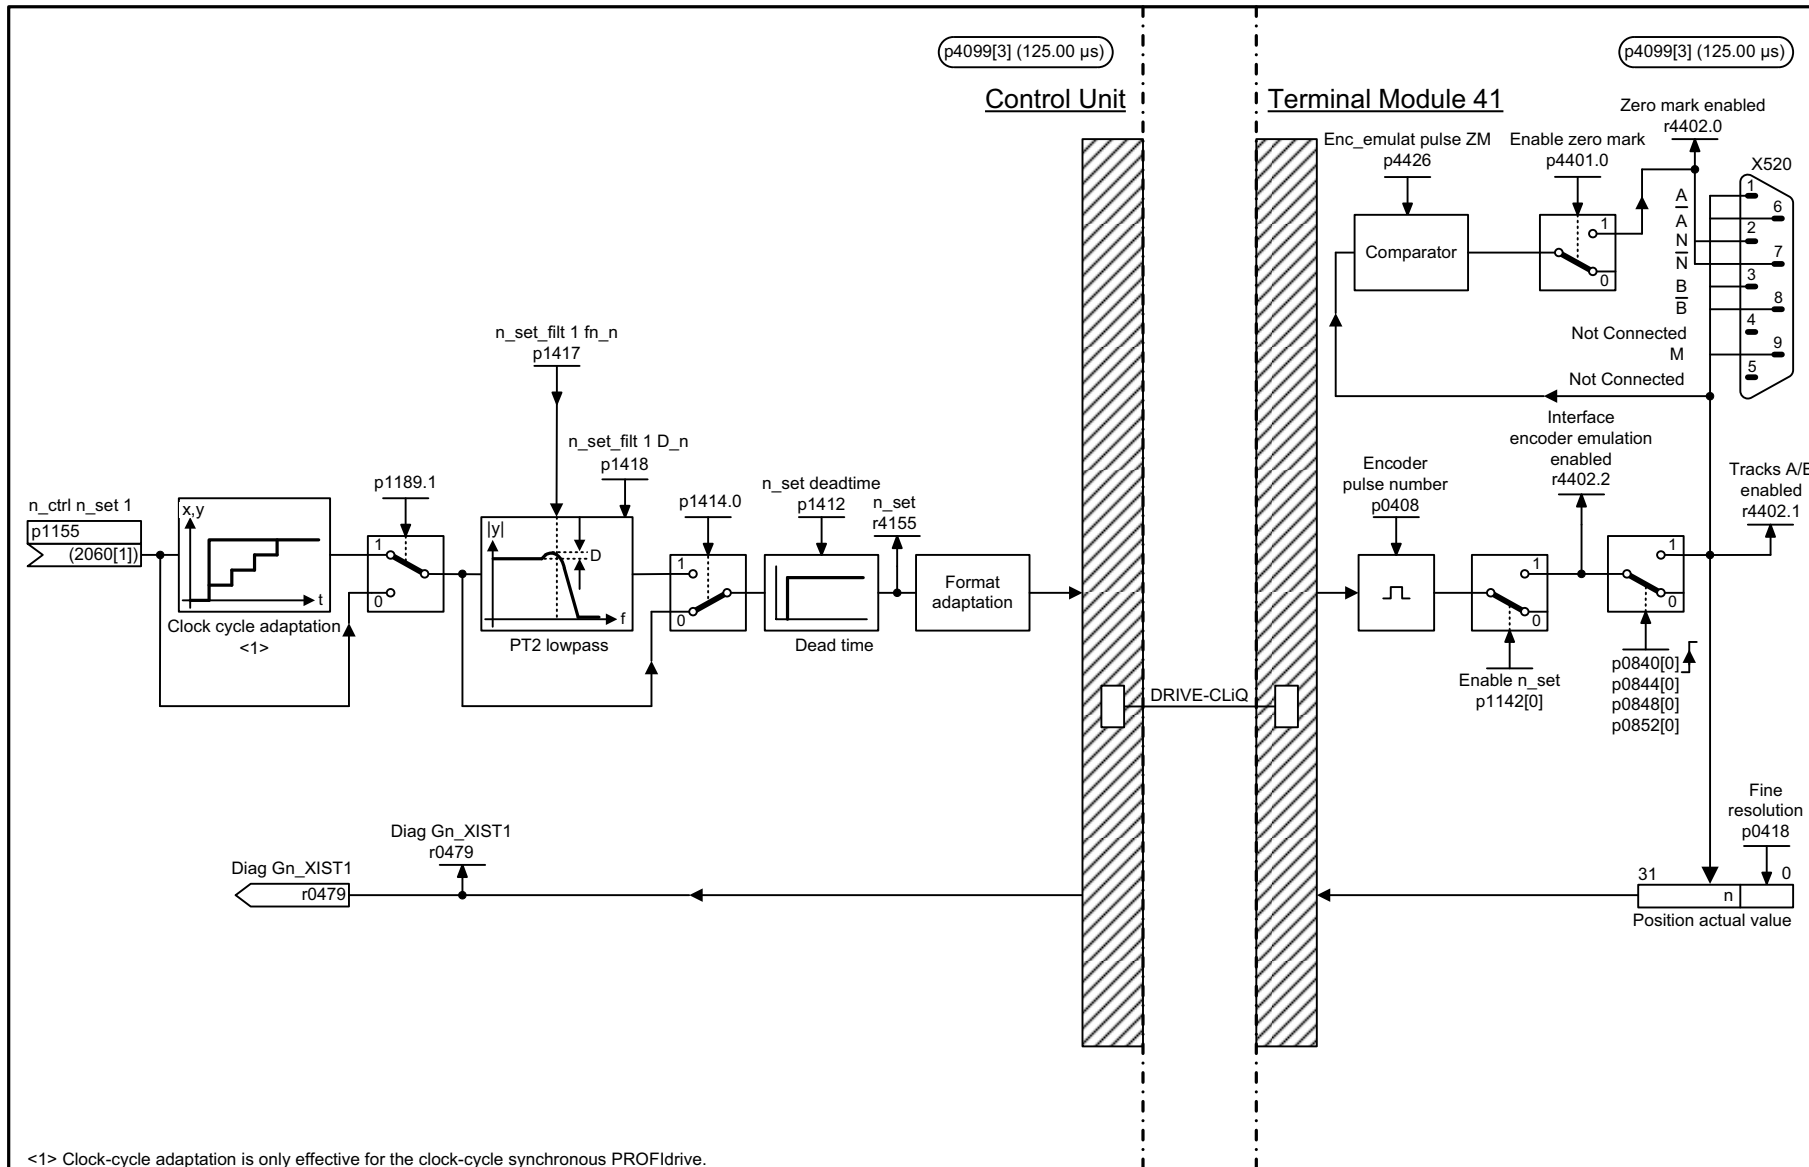 p4099[3] (125.00 µs)
p4099[3] (125.00 µs)
Control Unit
Terminal Module 41
Zero mark enabled
r4402.0
Enc_emulat pulse ZM
p4426
Enable zero mark
p4401.0
X520
Comparator
1
0
A
A
N
N
B
B
Not Connected
M
Not Connected
1
6
2
7
3
8
4
9
5
n_set_filt 1 fn_n
p1417
n_set_filt 1 D_n
p1418
n_ctrl n_set 1
p1155
(2060[1])
x,y
t
Clock cycle adaptation
<1>
p1189.1
1
0
|y|
D
f
PT2 lowpass
p1414.0
1
0
n_set deadtime
p1412
Dead time
n_set
r4155
Format
adaptation
DRIVE-CLiQ
Encoder
pulse number
p0408
1
0
Enable n_set
p1142[0]
Interface
encoder emulation
enabled
r4402.2
1
0
p0840[0]
p0844[0]
p0848[0]
p0852[0]
Tracks A/B
enabled
r4402.1
Fine
resolution
p0418
31
0
n
Position actual value
Diag Gn_XIST1
r0479
Diag Gn_XIST1
r0479
<1> Clock-cycle adaptation is only effective for the clock-cycle synchronous PROFIdrive.